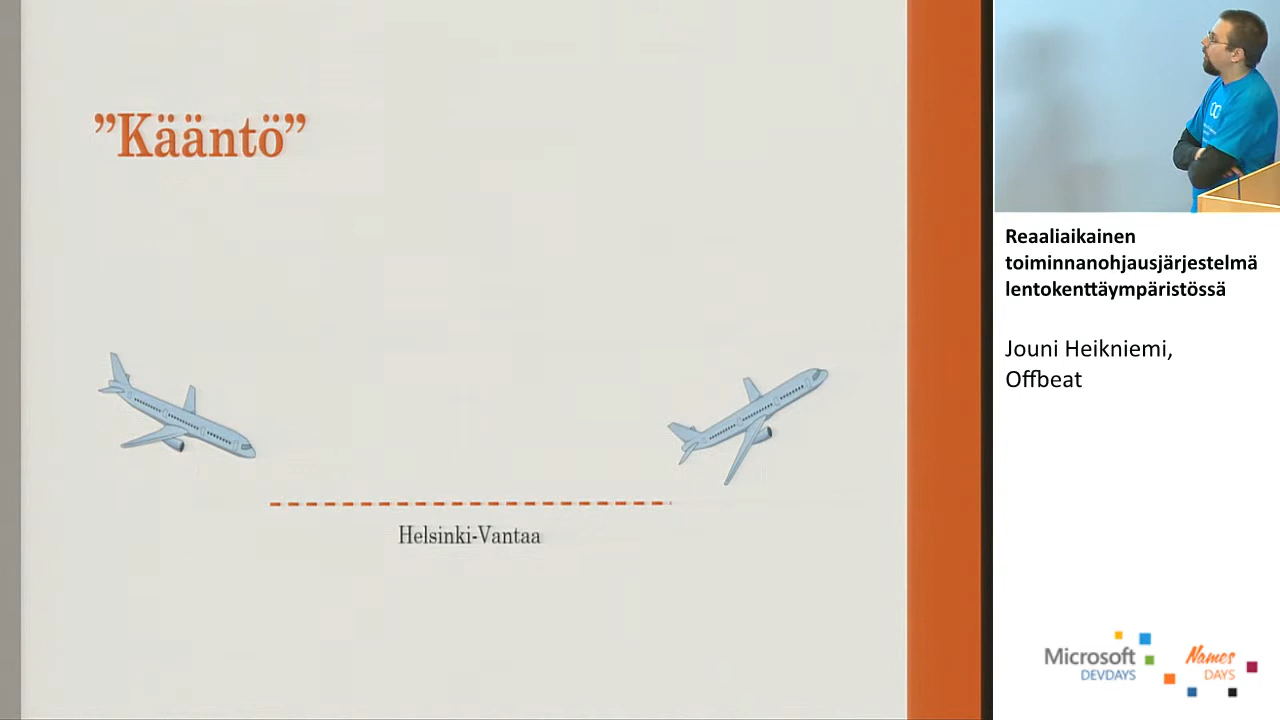 ”Kääntö”
Helsinki-Vantaa
Reaaliaikainen
toiminnanohjausjärjestelmä
lentokenttäympäristössä
Jouni Heikniemi,
Offbeat
Microsoft
DEVDAYS
Names
DAYS